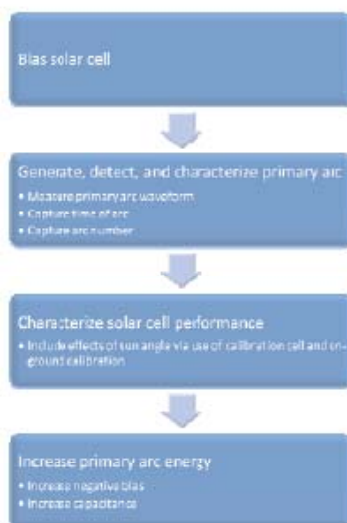 Bias solar cell
Generate, detect, and characterize primary arc
• Measure primary arc waveform
• Capture time of arc
• Capture arc number
Characterize solar cell performance
• Include effects of sun angle via use of calibration cell and on-
ground calibration
Increase primary arc energy
• Increase negative bias
• Increase capacitance